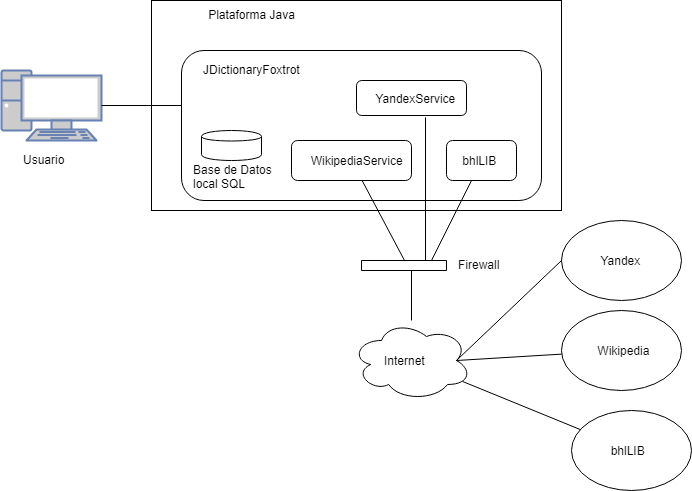 Plataforma Java
JDictionaryFoxtrot
YandexService
WikipediaService
bhlLIB
Base de Datos
local SQL
Usuario
Firewall
Internet
Yandex
Wikipedia
bhlLIB